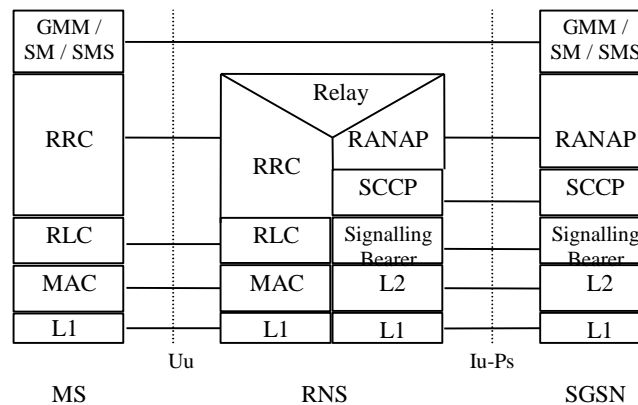 GMM /
SM / SMS
GMM /
SM / SMS
Relay
RRC
RRC
RANAP
RANAP
SCCP
SCCP
RLC
RLC
Signalling
Bearer
Signalling
Bearer
MAC
MAC
L2
L2
L1
L1
L1
L1
Uu
Iu-Ps
MS
RNS
SGSN